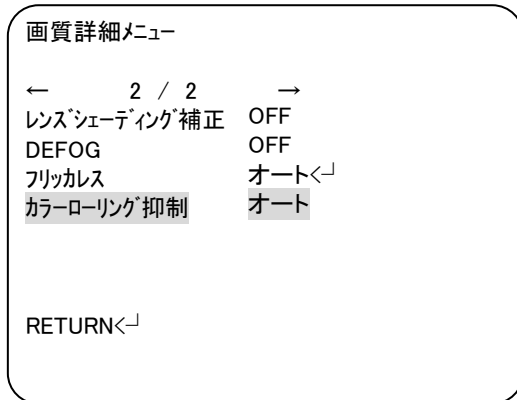 画質詳細ﾒﾆｭｰ
← 2 / 2 →
ﾚﾝｽﾞｼｪｰﾃﾞｨﾝｸﾞ補正 OFF
DEFOG OFF
ﾌﾘｯｶﾚｽ オート<┘
ｶﾗｰﾛｰﾘﾝｸﾞ抑制 オート
RETURN<┘